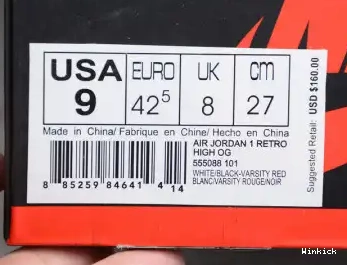 USA EURO UK cm
9 42⁵ 8 27
Made in China/ Fabrique en Chine/ Hecho en China
AIR JORDAN 1 RETRO
HIGH OG
555088 101
WHITE/BLACK-VARSITY RED
BLANC/VARSITY ROUGE/NOIR
8 85259 84641 4 14
Suggested Retail: USD $160.00
Winkick